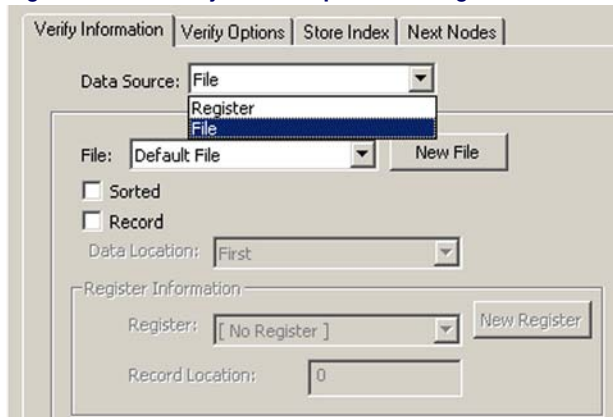 Verify Information Verify Options Store Index Next Nodes
Data Source: File
Register
File
File: Default File New File
Sorted
Record
Data Location: First
Register Information
Register: [ No Register ] New Register
Record Location: 0